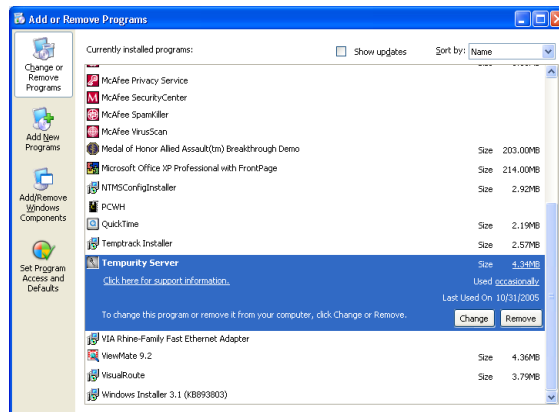 Add or Remove Programs
Change or
Remove
Programs
Add New
Programs
Add/Remove
Windows
Components
Set Program
Access and
Defaults
Currently installed programs:
Show updates
Sort by: Name
McAfee Privacy Service
McAfee SecurityCenter
McAfee SpamKiller
McAfee VirusScan
Medal of Honor Allied Assault(tm) Breakthrough Demo Size 203.00MB
Microsoft Office XP Professional with FrontPage Size 214.00MB
NTMSConfigInstaller Size 2.92MB
PCWH
QuickTime Size 2.19MB
Temptrack Installer Size 2.57MB
Tempurity Server Size 4.34MB
Click here for support information. Used occasionally
Last Used On 10/31/2005
To change this program or remove it from your computer, click Change or Remove. Change Remove
VIA Rhine-Family Fast Ethernet Adapter
ViewMate 9.2 Size 4.36MB
VisualRoute Size 3.79MB
Windows Installer 3.1 (KB893803)